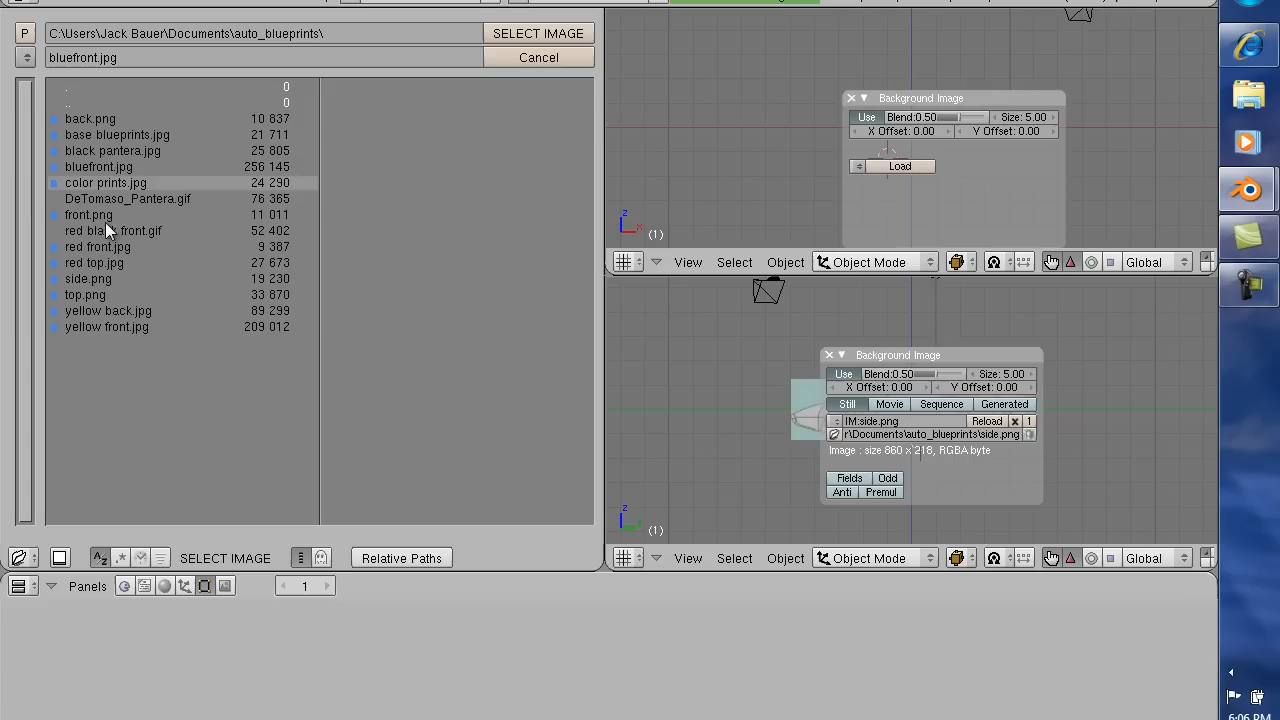 P
C:\Users\Jack Bauer\Documents\auto_blueprints\
SELECT IMAGE
bluefront.jpg
Cancel
. 0
.. 0
back.png 10 837
base blueprints.jpg 21 711
black pantera.jpg 25 805
bluefront.jpg 256 145
color prints.jpg 24 290
DeTomaso_Pantera.gif 76 365
front.png 11 011
red black front.gif 52 402
red front.jpg 9 387
red top.jpg 27 673
side.png 19 230
top.png 33 870
yellow back.jpg 89 299
yellow front.jpg 209 012
SELECT IMAGE
Relative Paths
Panels
1
Background Image
Use Blend:0.50 Size: 5.00
X Offset: 0.00 Y Offset: 0.00
Load
z
x
(1)
View Select Object Object Mode Global
Background Image
Use Blend:0.50 Size: 5.00
X Offset: 0.00 Y Offset: 0.00
Still Movie Sequence Generated
IM:side.png Reload x 1
r\Documents\auto_blueprints\side.png
Image : size 860 x 218, RGBA byte
Fields Odd
Anti Premul
z
y
(1)
View Select Object Object Mode Global
6:06 PM